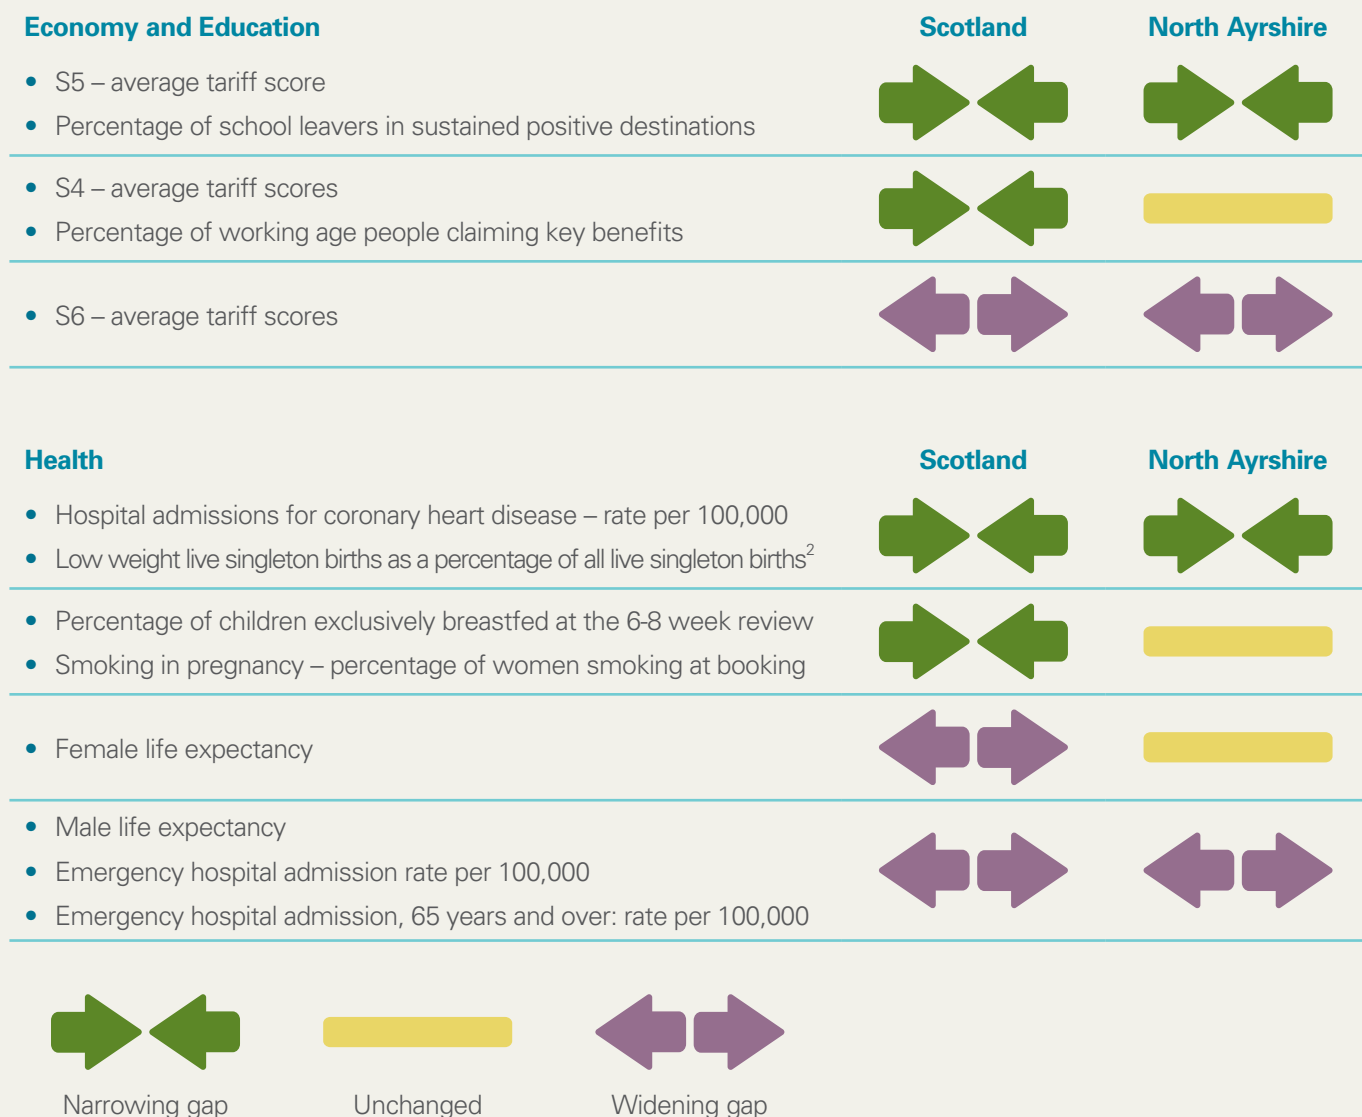 Economy and Education Scotland North Ayrshire
• S5 – average tariff score
• Percentage of school leavers in sustained positive destinations
• S4 – average tariff scores
• Percentage of working age people claiming key benefits
• S6 – average tariff scores
Health Scotland North Ayrshire
• Hospital admissions for coronary heart disease – rate per 100,000
• Low weight live singleton births as a percentage of all live singleton births2
• Percentage of children exclusively breastfed at the 6-8 week review
• Smoking in pregnancy – percentage of women smoking at booking
• Female life expectancy
• Male life expectancy
• Emergency hospital admission rate per 100,000
• Emergency hospital admission, 65 years and over: rate per 100,000
Narrowing gap Unchanged Widening gap